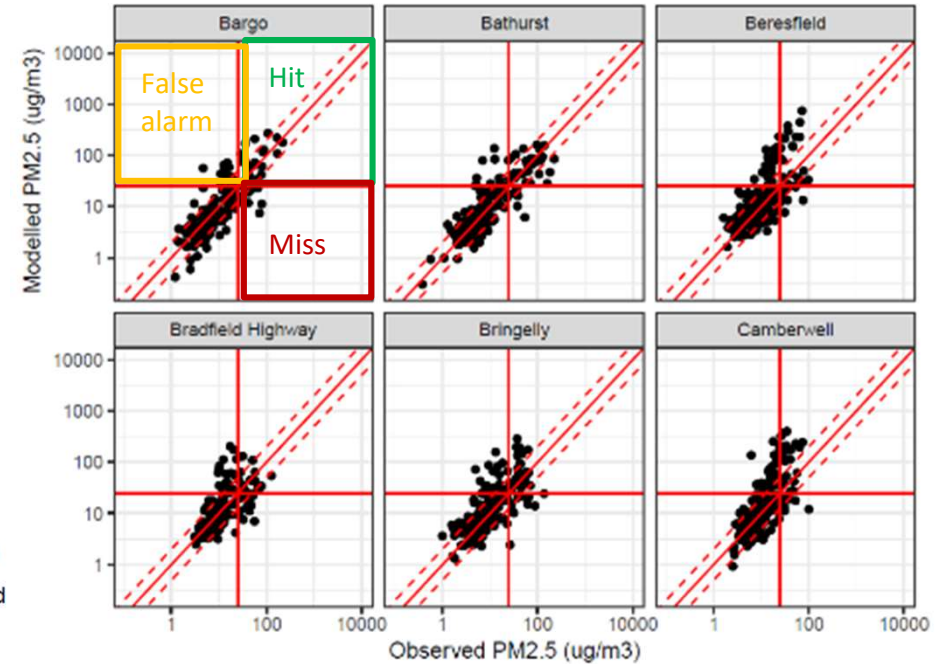 Bargo
Bathurst
Beresfield
Modelled PM2.5 (ug/m3)
10000
1000
100
10
1
False
alarm
Hit
Miss
Bradfield Highway
Bringelly
Camberwell
10000
1000
100
10
1
d
1
100
10000
1
100
10000
1
100
10000
Observed PM2.5 (ug/m3)